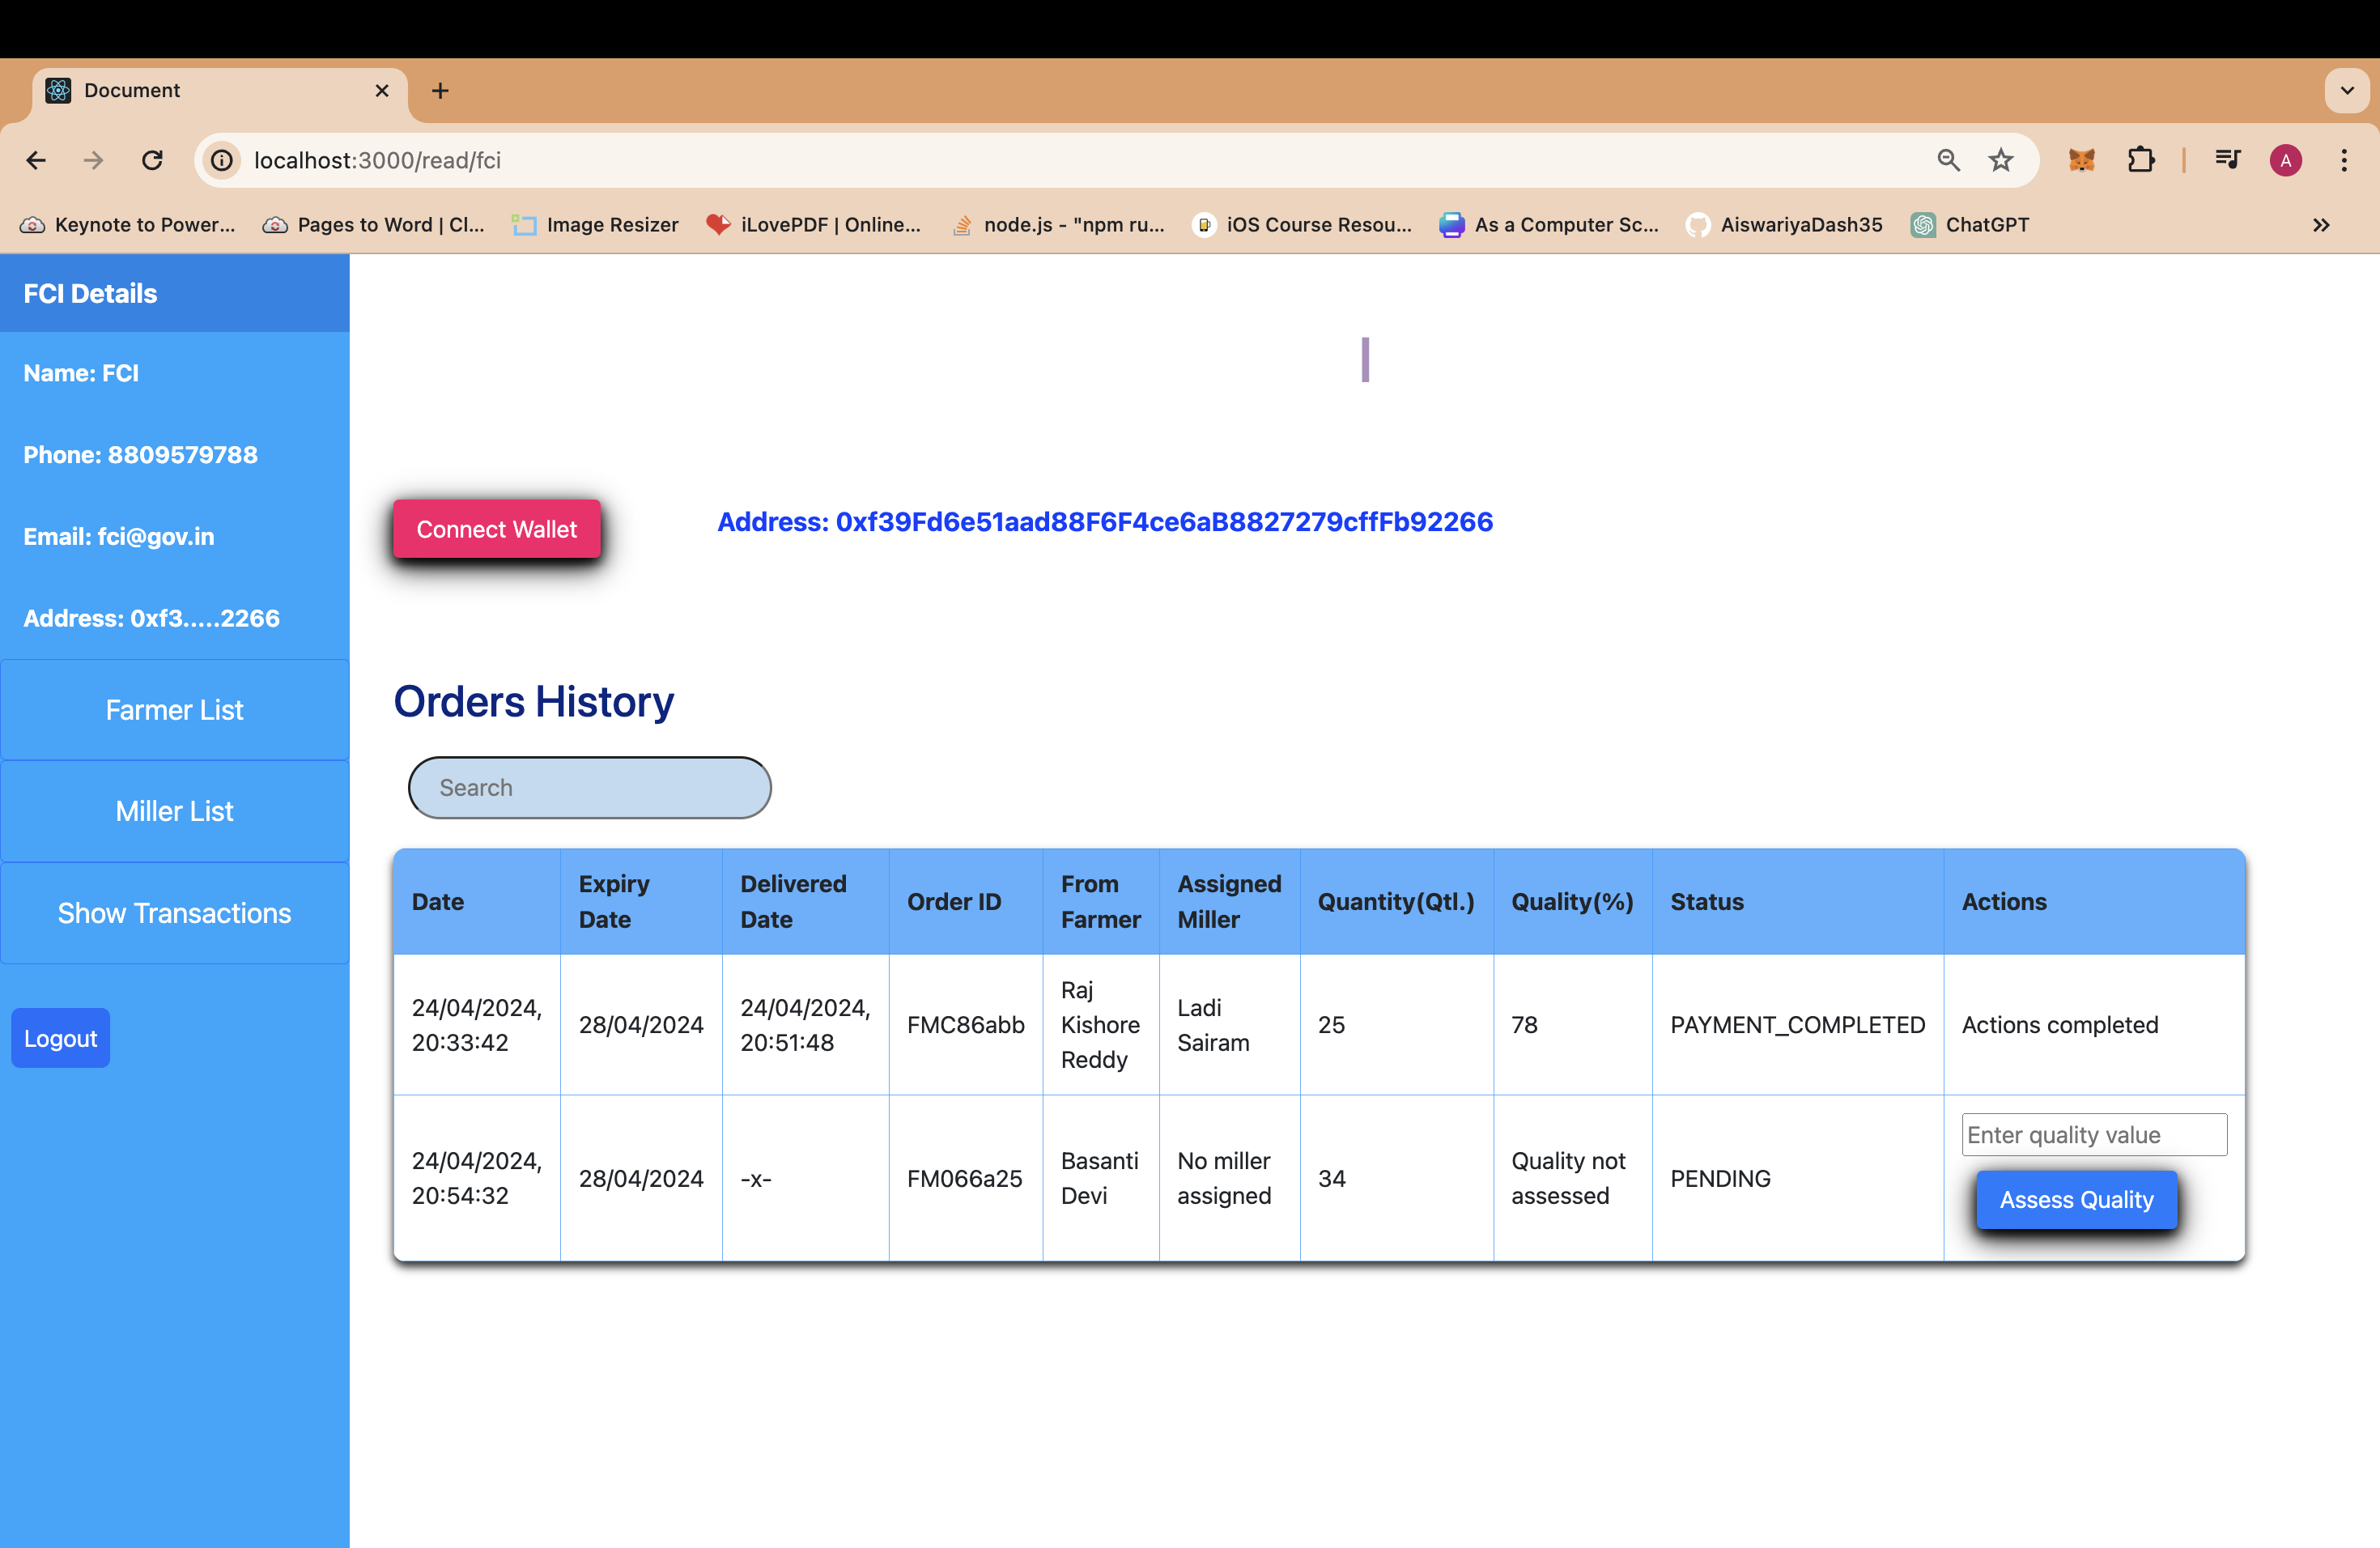 Document
localhost:3000/read/fci
A
Keynote to Power...
Pages to Word | Cl...
Image Resizer
iLovePDF | Online...
node.js - "npm ru...
iOS Course Resou...
As a Computer Sc...
AiswariyaDash35
ChatGPT
FCI Details
Name: FCI
Phone: 8809579788
Email: fci@gov.in
Address: 0xf3.....2266
Farmer List
Miller List
Show Transactions
Logout
Connect Wallet
Address: 0xf39Fd6e51aad88F6F4ce6aB8827279cffFb92266
Orders History
Search
Date
Expiry
Date
Delivered
Date
Order ID
From
Farmer
Assigned
Miller
Quantity(Qtl.)
Quality(%)
Status
Actions
24/04/2024,
20:33:42
28/04/2024
24/04/2024,
20:51:48
FMC86abb
Raj
Kishore
Reddy
Ladi
Sairam
25
78
PAYMENT_COMPLETED
Actions completed
24/04/2024,
20:54:32
28/04/2024
-x-
FM066a25
Basanti
Devi
No miller
assigned
34
Quality not
assessed
PENDING
Enter quality value
Assess Quality